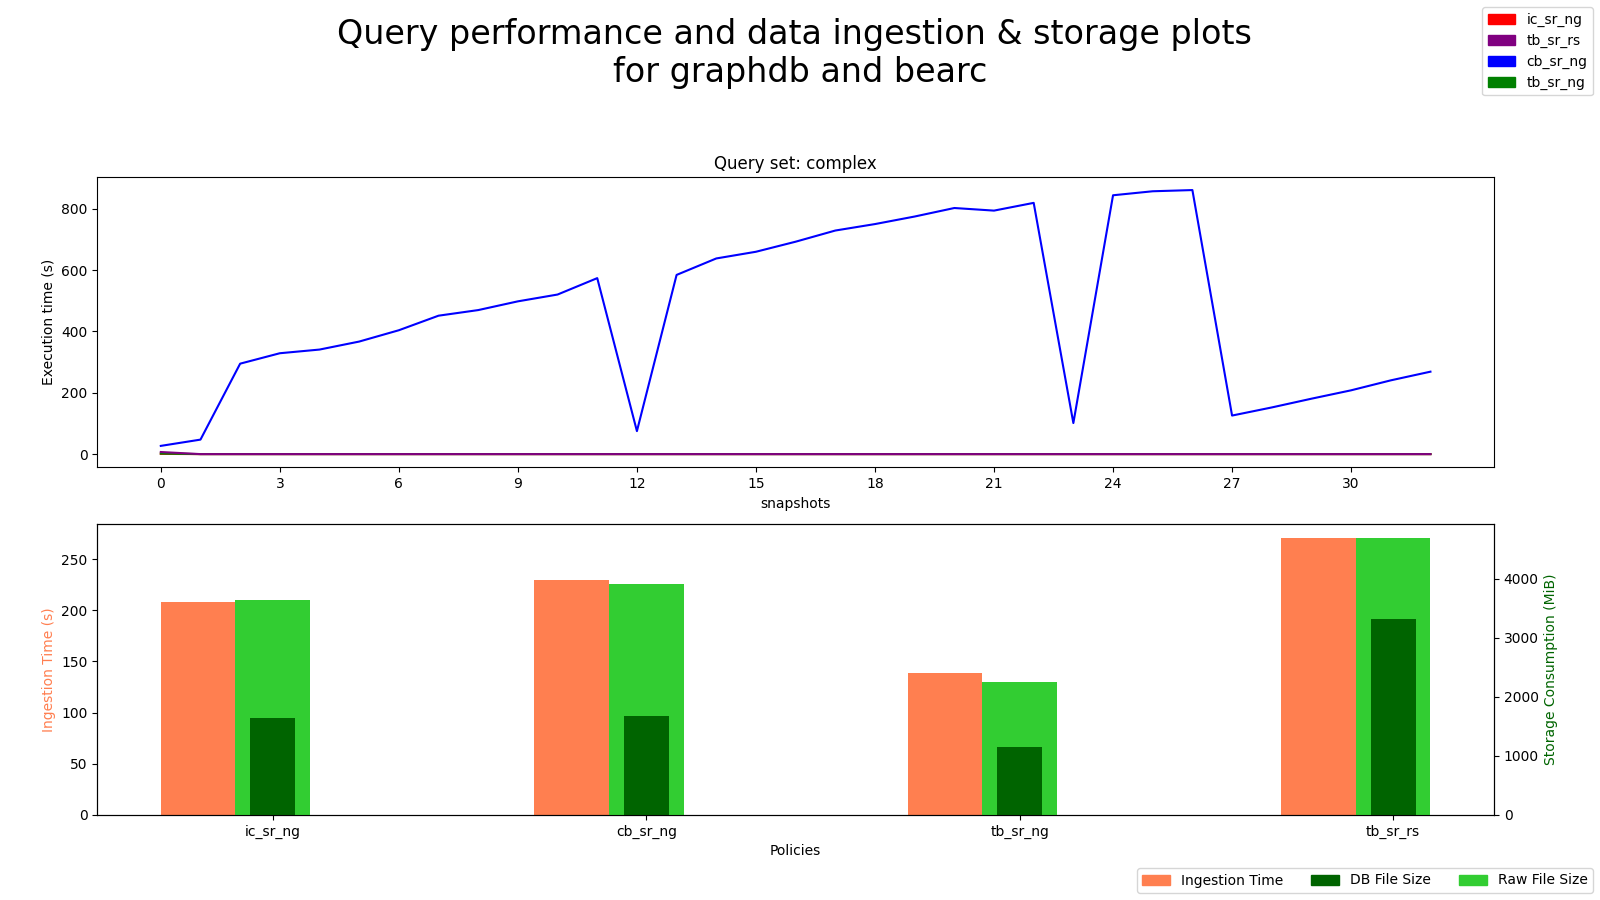 Query performance and data ingestion & storage plots
for graphdb and bearc
ic_sr_ng
tb_sr_rs
cb_sr_ng
tb_sr_ng
Query set: complex
Execution time (s)
800
600
400
200
0
0 3 6 9 12 15 18 21 24 27 30
snapshots
Ingestion Time (s)
250
200
150
100
50
0
4000
3000
2000
1000
0
Storage Consumption (MiB)
ic_sr_ng cb_sr_ng tb_sr_ng tb_sr_rs
Policies
Ingestion Time DB File Size Raw File Size